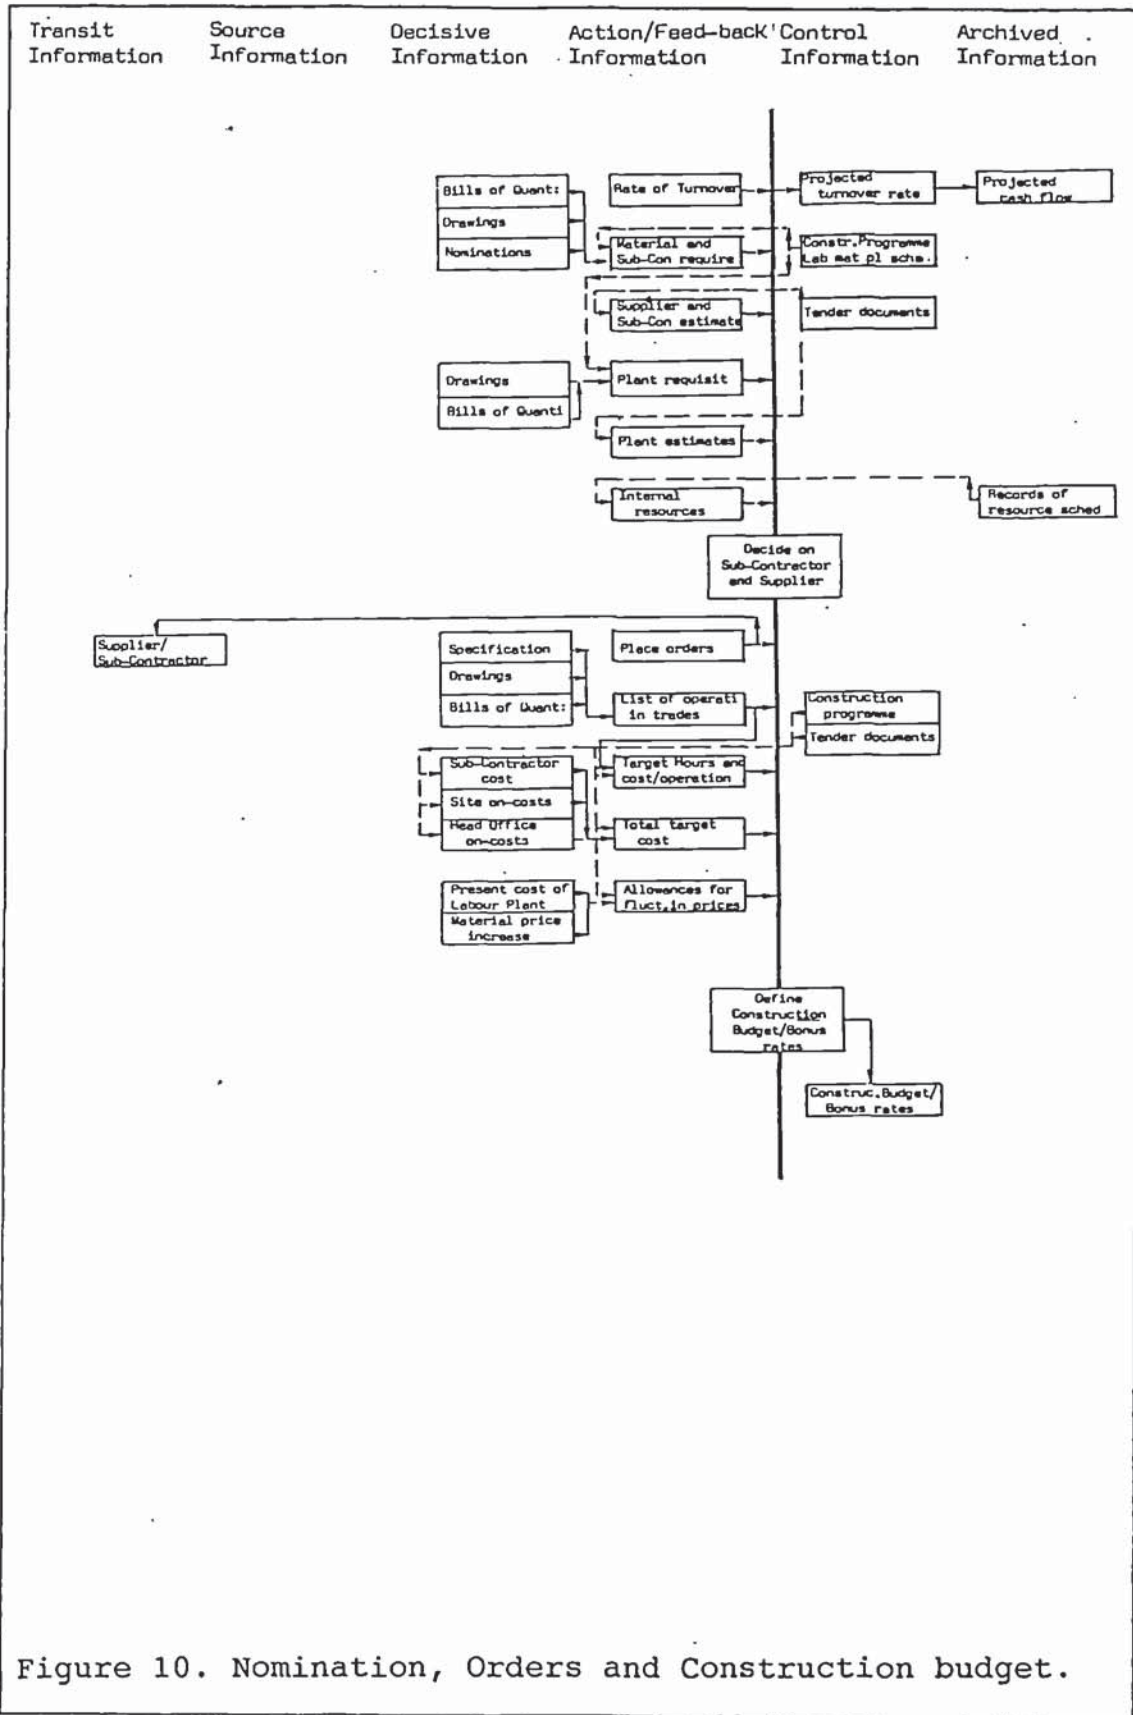 Transit Information
Source Information
Decisive Information
Action/Feed-back Information
Control Information
Archived Information
Bills of Quant:
Drawings
Nominations
Rate of Turnover
Projected
turnover rate
Projected
cash flow
Material and
Sub-Con require
Constr.Programme
Lab mat pl sche.
Supplier and
Sub-Con estimate
Tender documents
Drawings
Bills of Quanti
Plant requisit
Plant estimates
Internal
resources
Records of
resource sched
Decide on
Sub-Contractor
and Supplier
Supplier/
Sub-Contractor
Specification
Drawings
Bills of Quant:
Place orders
List of operati
in trades
Construction
programme
Tender documents
Sub-Contractor
cost
Site on-costs
Head Office
on-costs
Target Hours and
cost/operation
Total target
cost
Present cost of
Labour Plant
Material price
increase
Allowances for
fluct.in prices
Define
Construction
Budget/Bonus
rates
Construc.Budget/
Bonus rates
Figure 10. Nomination, Orders and Construction budget.